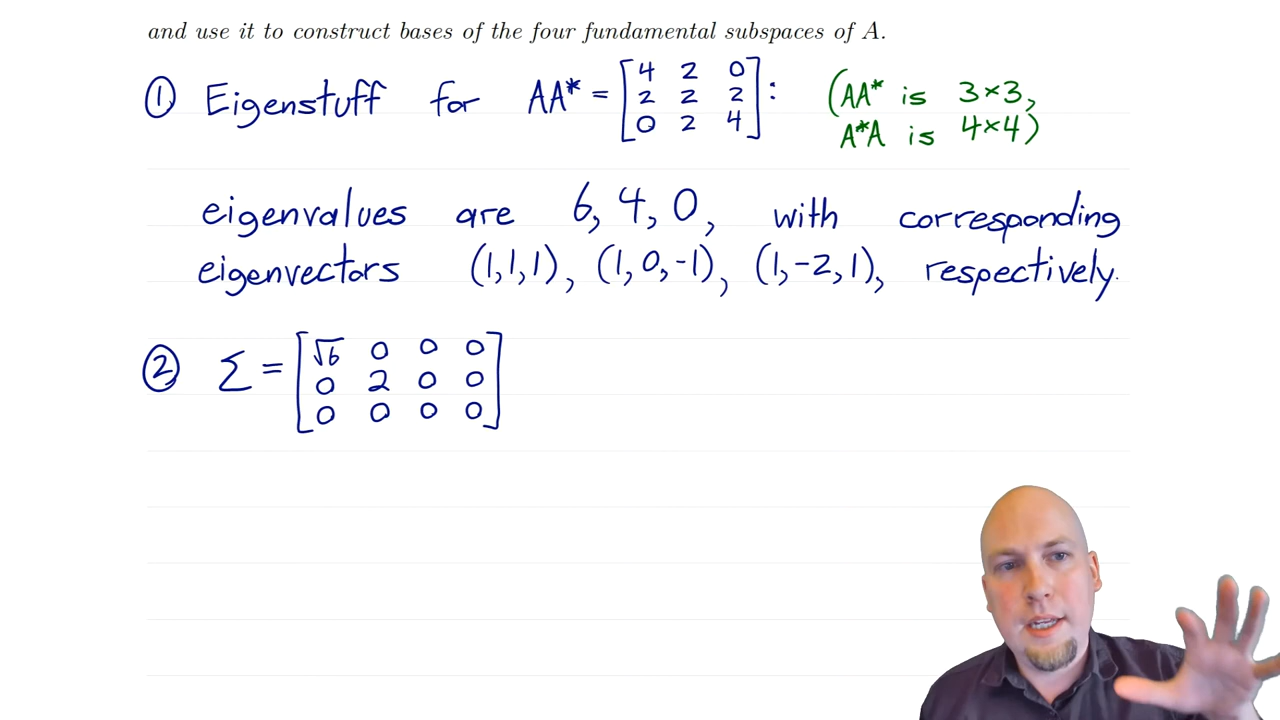 and use it to construct bases of the four fundamental subspaces of A.
① Eigenstuff for AA* = [4 2 0; 2 2 2; 0 2 4] : (AA* is 3×3,
A*A is 4×4)
eigenvalues are 6, 4, 0, with corresponding
eigenvectors (1,1,1), (1,0,-1), (1,-2,1), respectively.
② Σ = [√6 0 0 0; 0 2 0 0; 0 0 0 0]